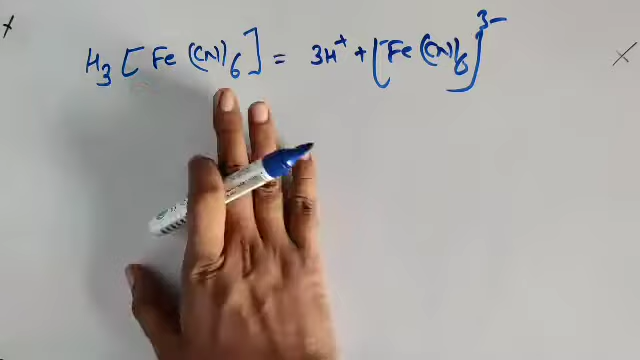 H₃[Fe(CN)₆] = 3H⁺ + [Fe(CN)₆]³⁻